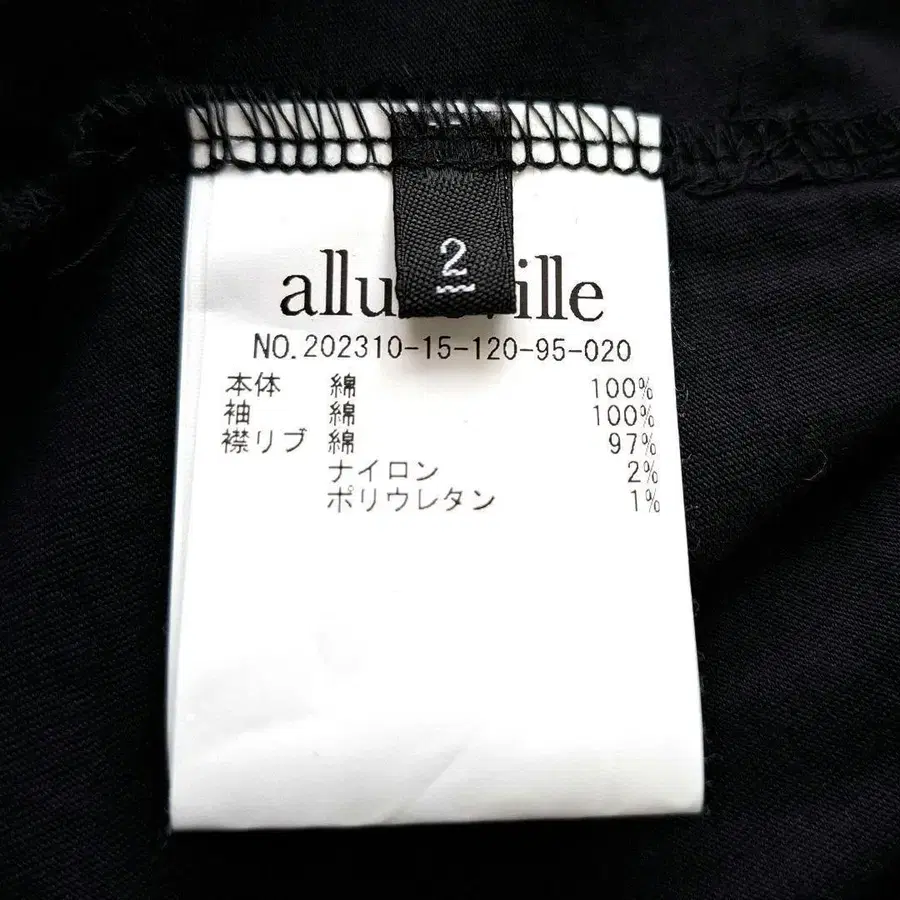 2
NO.202310-15-120-95-020
本体 綿 100%
袖 綿 100%
襟リブ 綿 97%
ナイロン 2%
ポリウレタン 1%